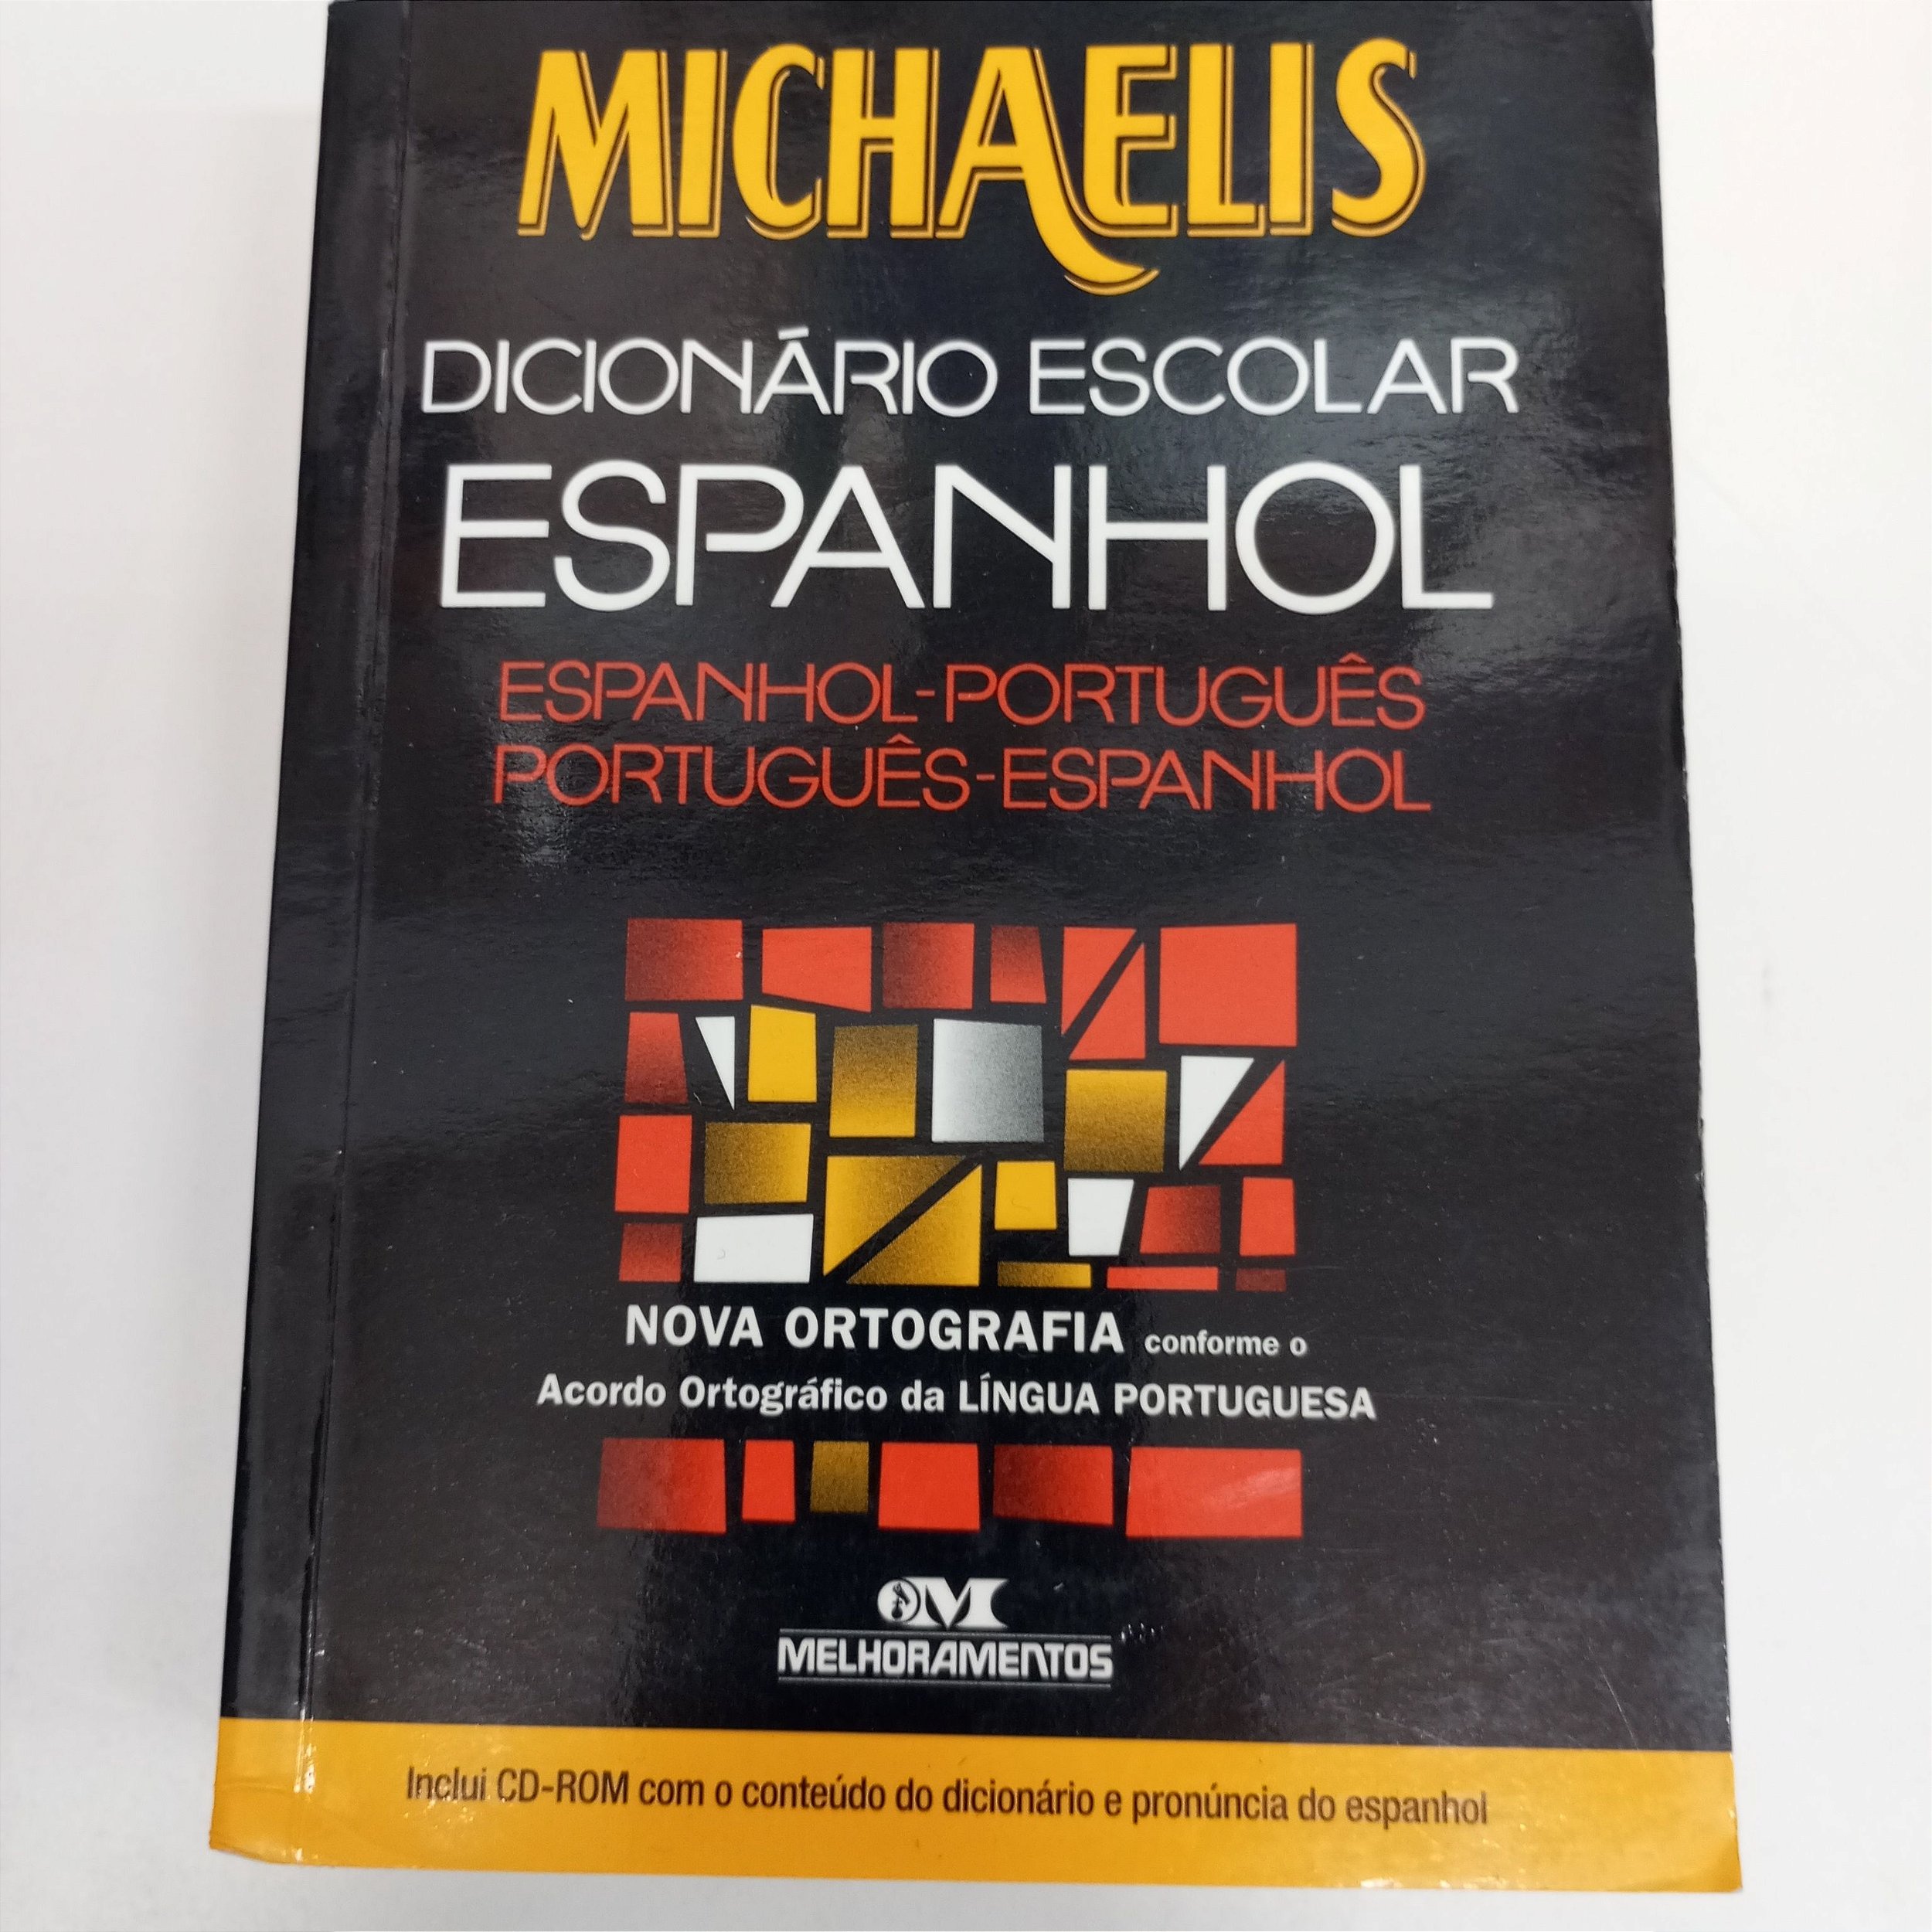 MICHAELIS
DICIONÁRIO ESCOLAR
ESPANHOL
ESPANHOL-PORTUGUÊS
PORTUGUÊS-ESPANHOL
NOVA ORTOGRAFIA conforme o
Acordo Ortográfico da LÍNGUA PORTUGUESA
M
MELHORAMENTOS
Inclui CD-ROM com o conteúdo do dicionário e pronúncia do espanhol